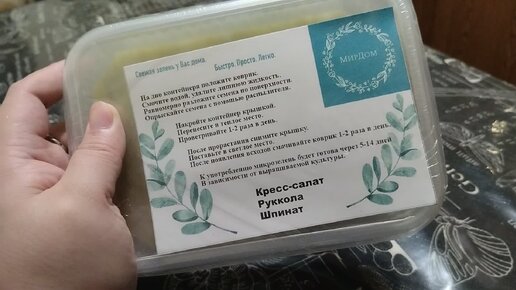 Свежая зелень у Вас дома. Быстро. Просто. Легко.
МирДом
На дно контейнера положите коврик.
Смочите водой, удалите лишнюю жидкость.
Равномерно разложите семена по поверхности.
Опрыскайте семена с помощью распылителя.
Накройте контейнер крышкой.
Перенесите в теплое место.
Проветривайте 1-2 раза в день.
После прорастания снимите крышку.
Поставьте в светлое место.
После появления всходов смачивайте коврик 1-2 раза в день.
К употреблению микрозелень будет готова через 5-14 дней
В зависимости от выращиваемой культуры.
Кресс-салат
Руккола
Шпинат